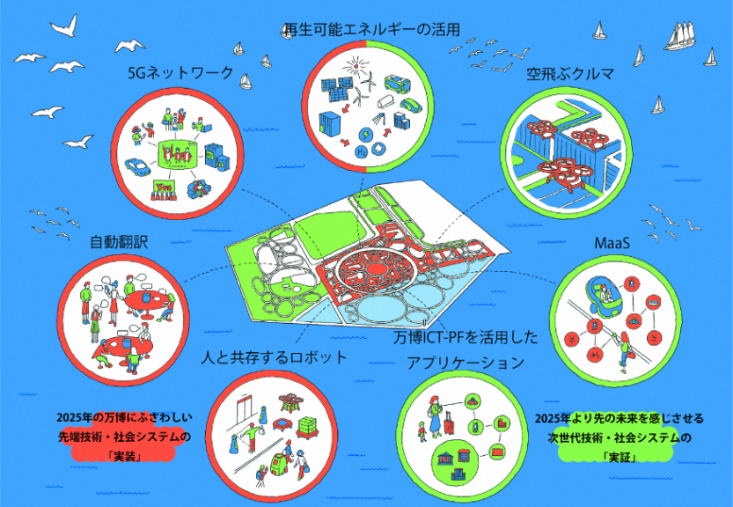 再生可能エネルギーの活用
5Gネットワーク
空飛ぶクルマ
自動翻訳
MaaS
人と共存するロボット
万博ICT-PFを活用した
アプリケーション
2025年の万博にふさわしい
先端技術・社会システムの
「実装」
2025年より先の未来を感じさせる
次世代技術・社会システムの
「実証」
H₂